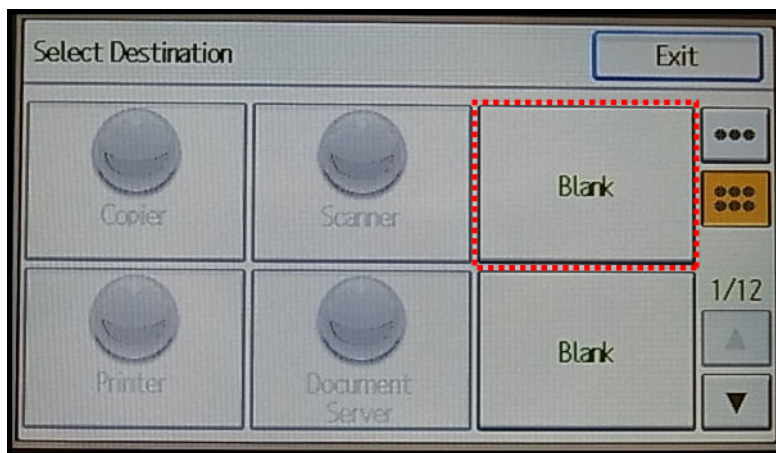 Select Destination
Exit
Copier
Scanner
Blank
1/12
Printer
Document
Server
Blank